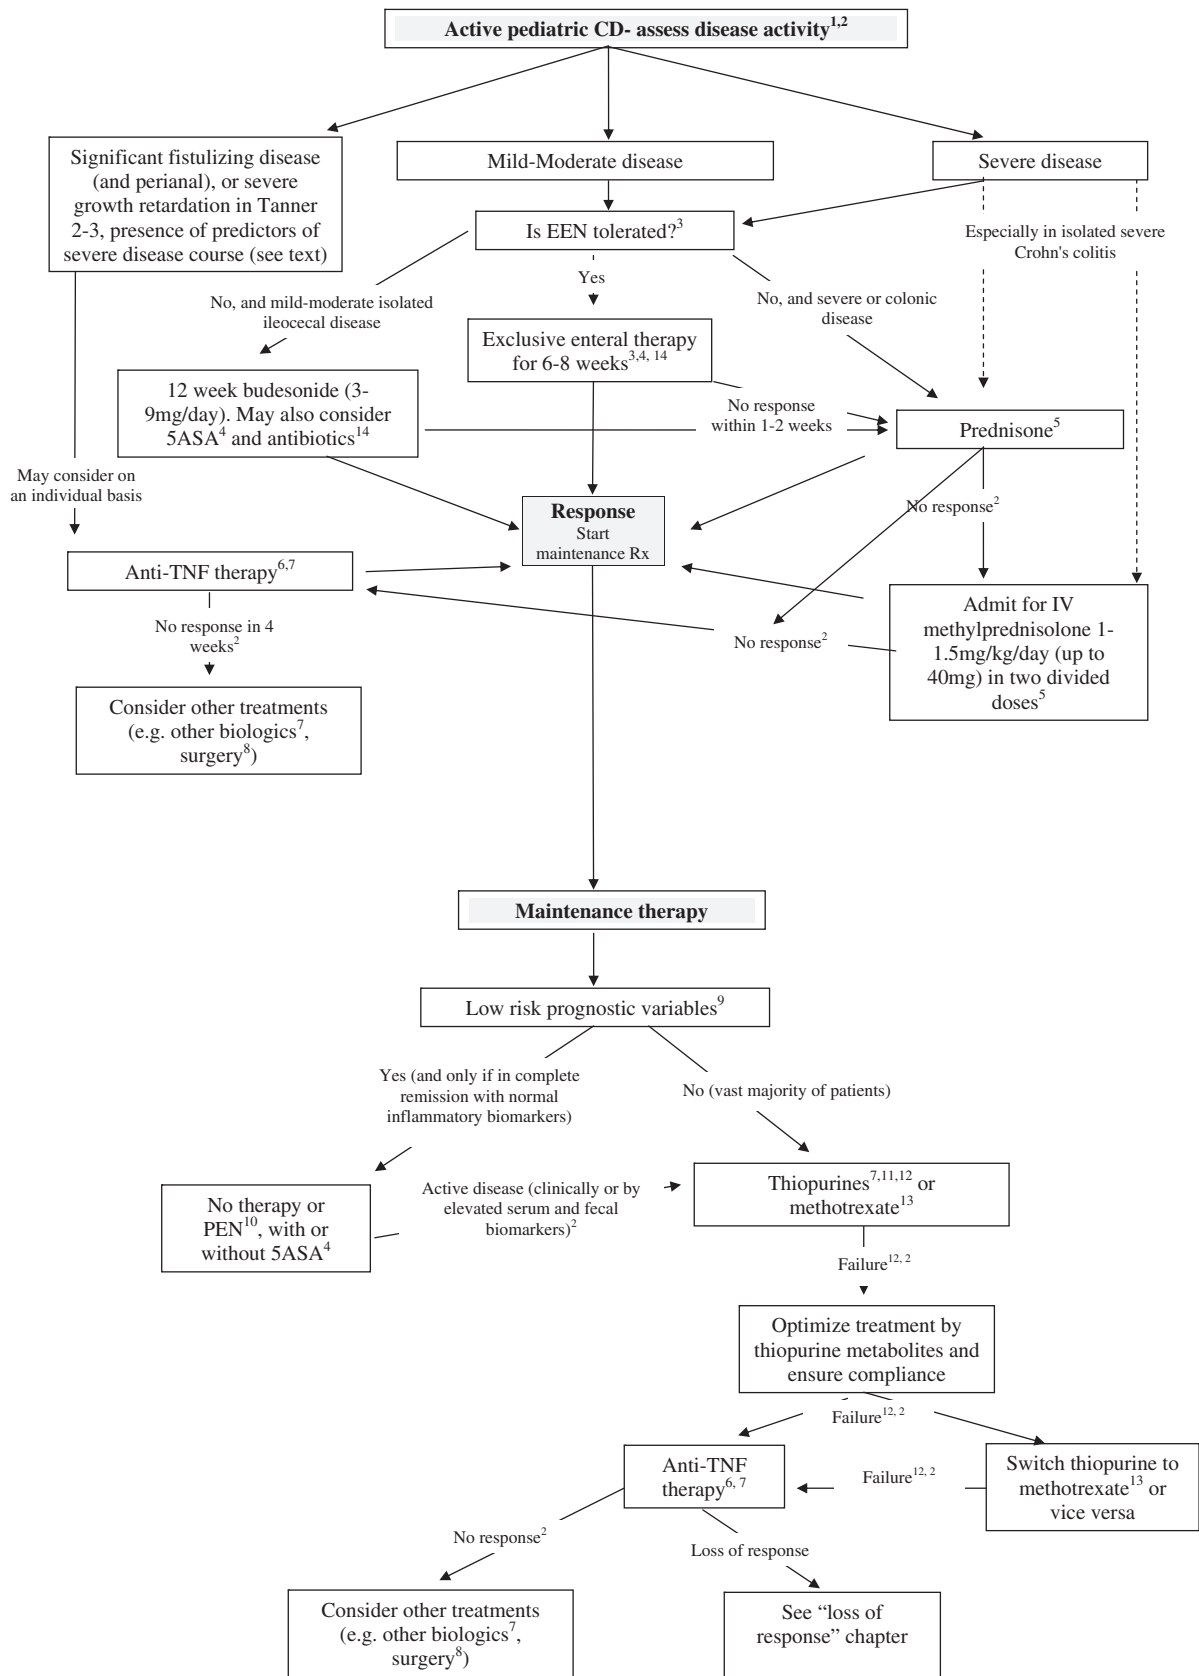 Active pediatric CD- assess disease activity1,2
Significant fistulizing disease
(and perianal), or severe
growth retardation in Tanner
2-3, presence of predictors of
severe disease course (see text)
Mild-Moderate disease
Severe disease
Is EEN tolerated?3
Especially in isolated severe
Crohn's colitis
Yes
No, and mild-moderate isolated
ileocecal disease
No, and severe or colonic
disease
Exclusive enteral therapy
for 6-8 weeks3,4, 14
12 week budesonide (3-
9mg/day). May also consider
5ASA4 and antibiotics14
No response
within 1-2 weeks
Prednisone5
May consider on
an individual basis
Response
Start
maintenance Rx
No response2
Anti-TNF therapy6,7
Admit for IV
methylprednisolone 1-
1.5mg/kg/day (up to
40mg) in two divided
doses5
No response in 4
weeks2
No response2
Consider other treatments
(e.g. other biologics7,
surgery8)
Maintenance therapy
Low risk prognostic variables9
Yes (and only if in complete
remission with normal
inflammatory biomarkers)
No (vast majority of patients)
No therapy or
PEN10, with or
without 5ASA4
Active disease (clinically or by
elevated serum and fecal
biomarkers)2
Thiopurines7,11,12 or
methotrexate13
Failure12, 2
Optimize treatment by
thiopurine metabolites and
ensure compliance
Failure12, 2
Anti-TNF
therapy6, 7
Failure12, 2
Switch thiopurine to
methotrexate13 or
vice versa
No response2
Loss of response
Consider other treatments
(e.g. other biologics7,
surgery8)
See “loss of
response” chapter